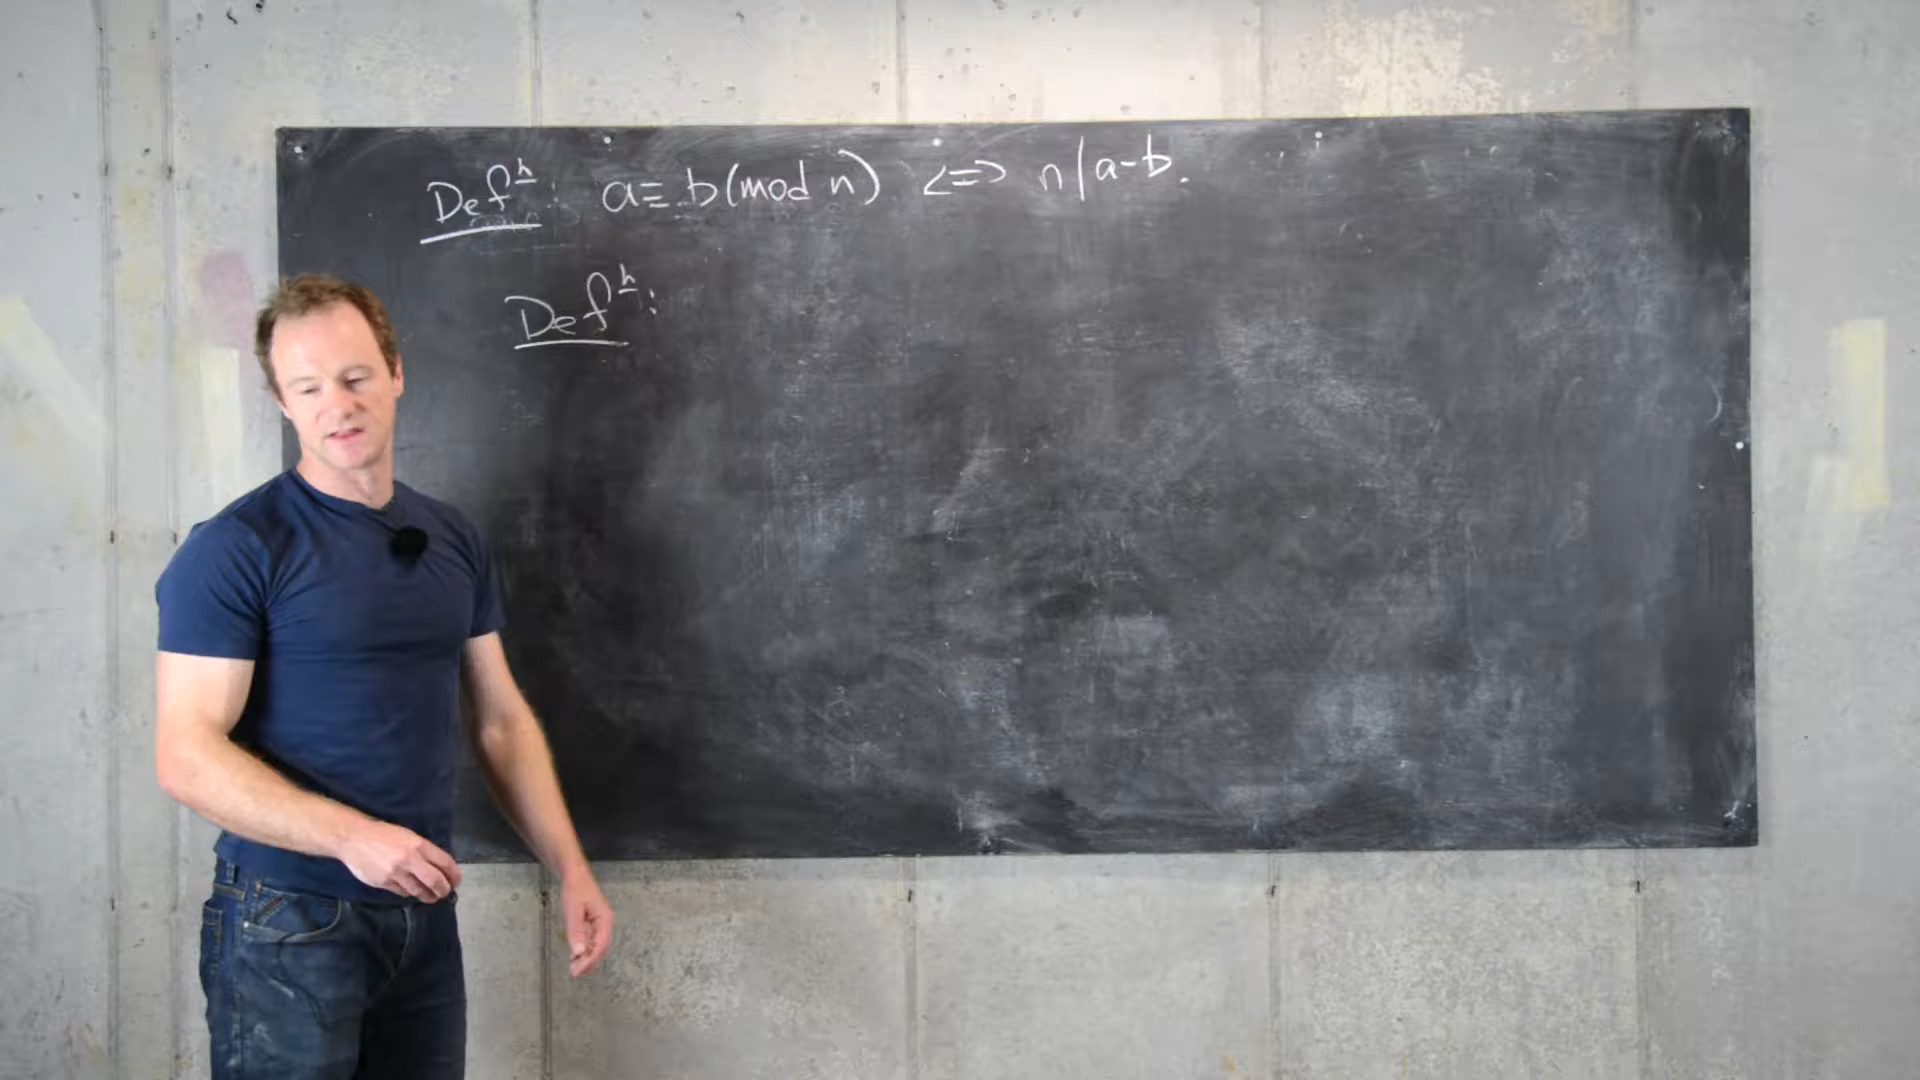 Defⁿ: a ≡ b (mod n) <=> n | a-b.
Defⁿ: